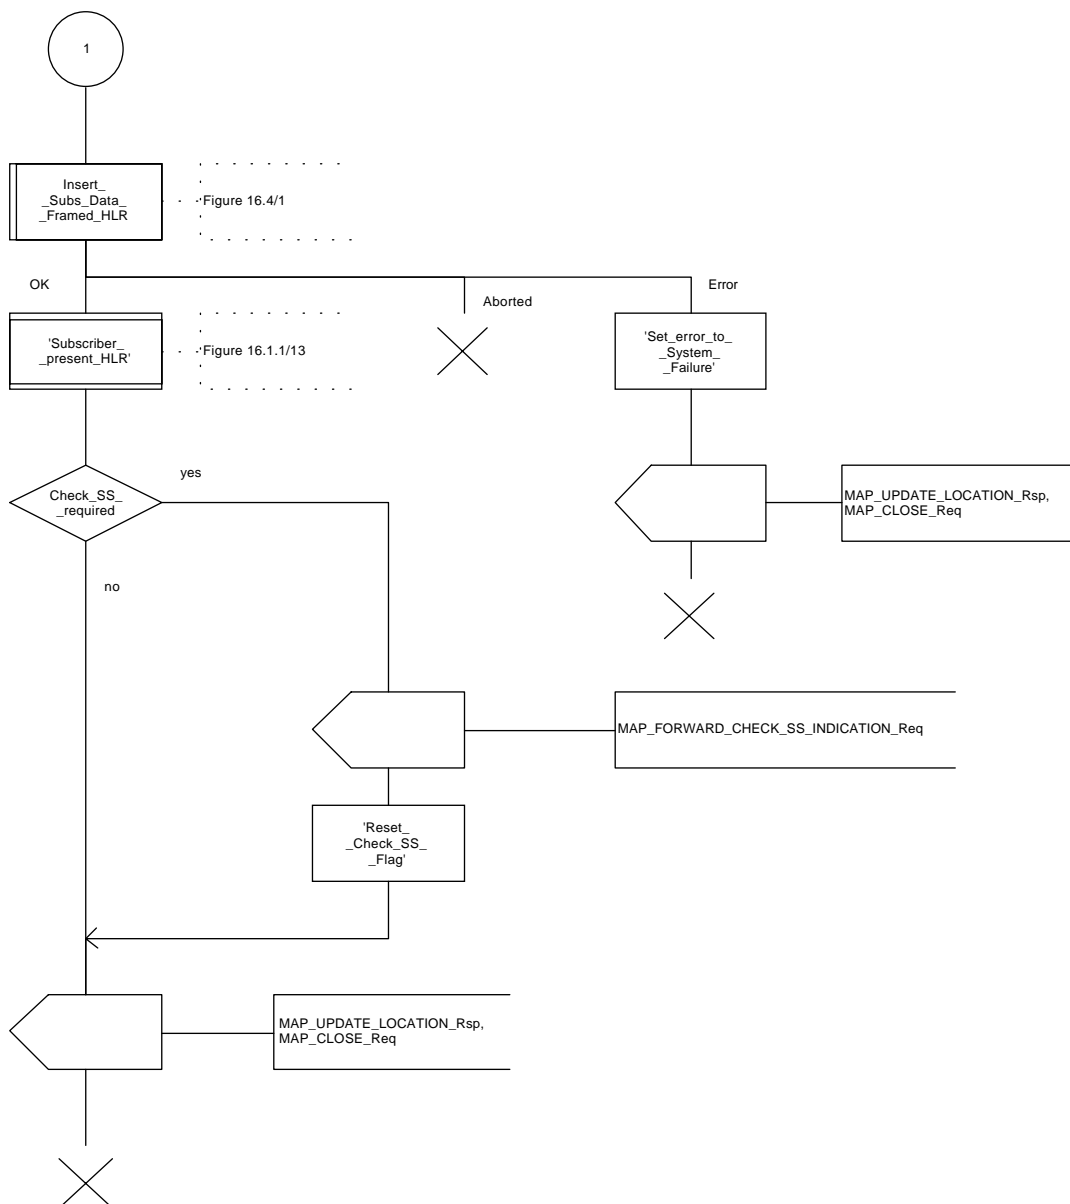 1
Insert_
_Subs_Data_
_Framed_HLR
Figure 16.4/1
OK
Aborted
Error
'Subscriber_
_present_HLR'
Figure 16.1.1/13
'Set_error_to_
_System_
_Failure'
Check_SS_
_required
yes
no
MAP_UPDATE_LOCATION_Rsp,
MAP_CLOSE_Req
MAP_FORWARD_CHECK_SS_INDICATION_Req
'Reset_
_Check_SS_
_Flag'
MAP_UPDATE_LOCATION_Rsp,
MAP_CLOSE_Req